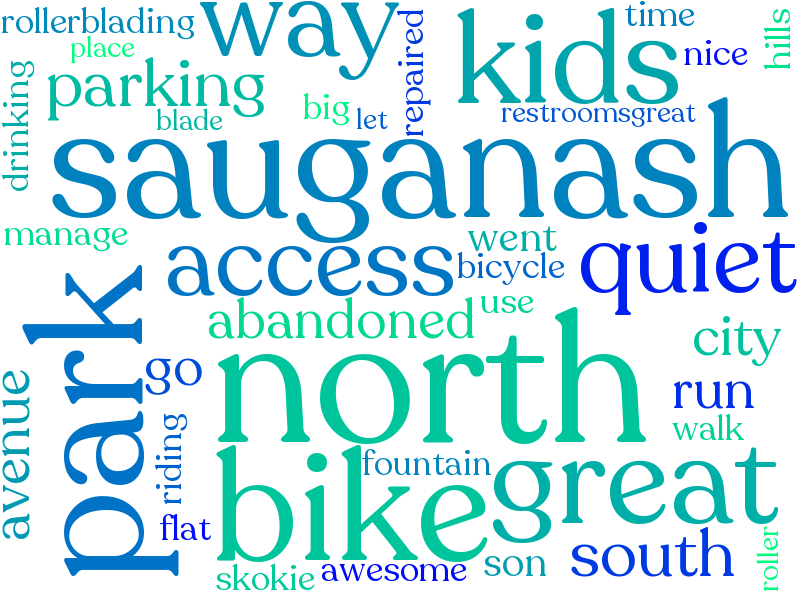 rollerblading
way
time
place
parking
repaired
kids
nice
hills
drinking
big
blade
let
restroomsgreat
sauganash
manage
access
went
bicycle
quiet
park
abandoned
use
city
go
north
avenue
run
riding
walk
fountain
bike
great
flat
south
skokie
awesome
son
roller